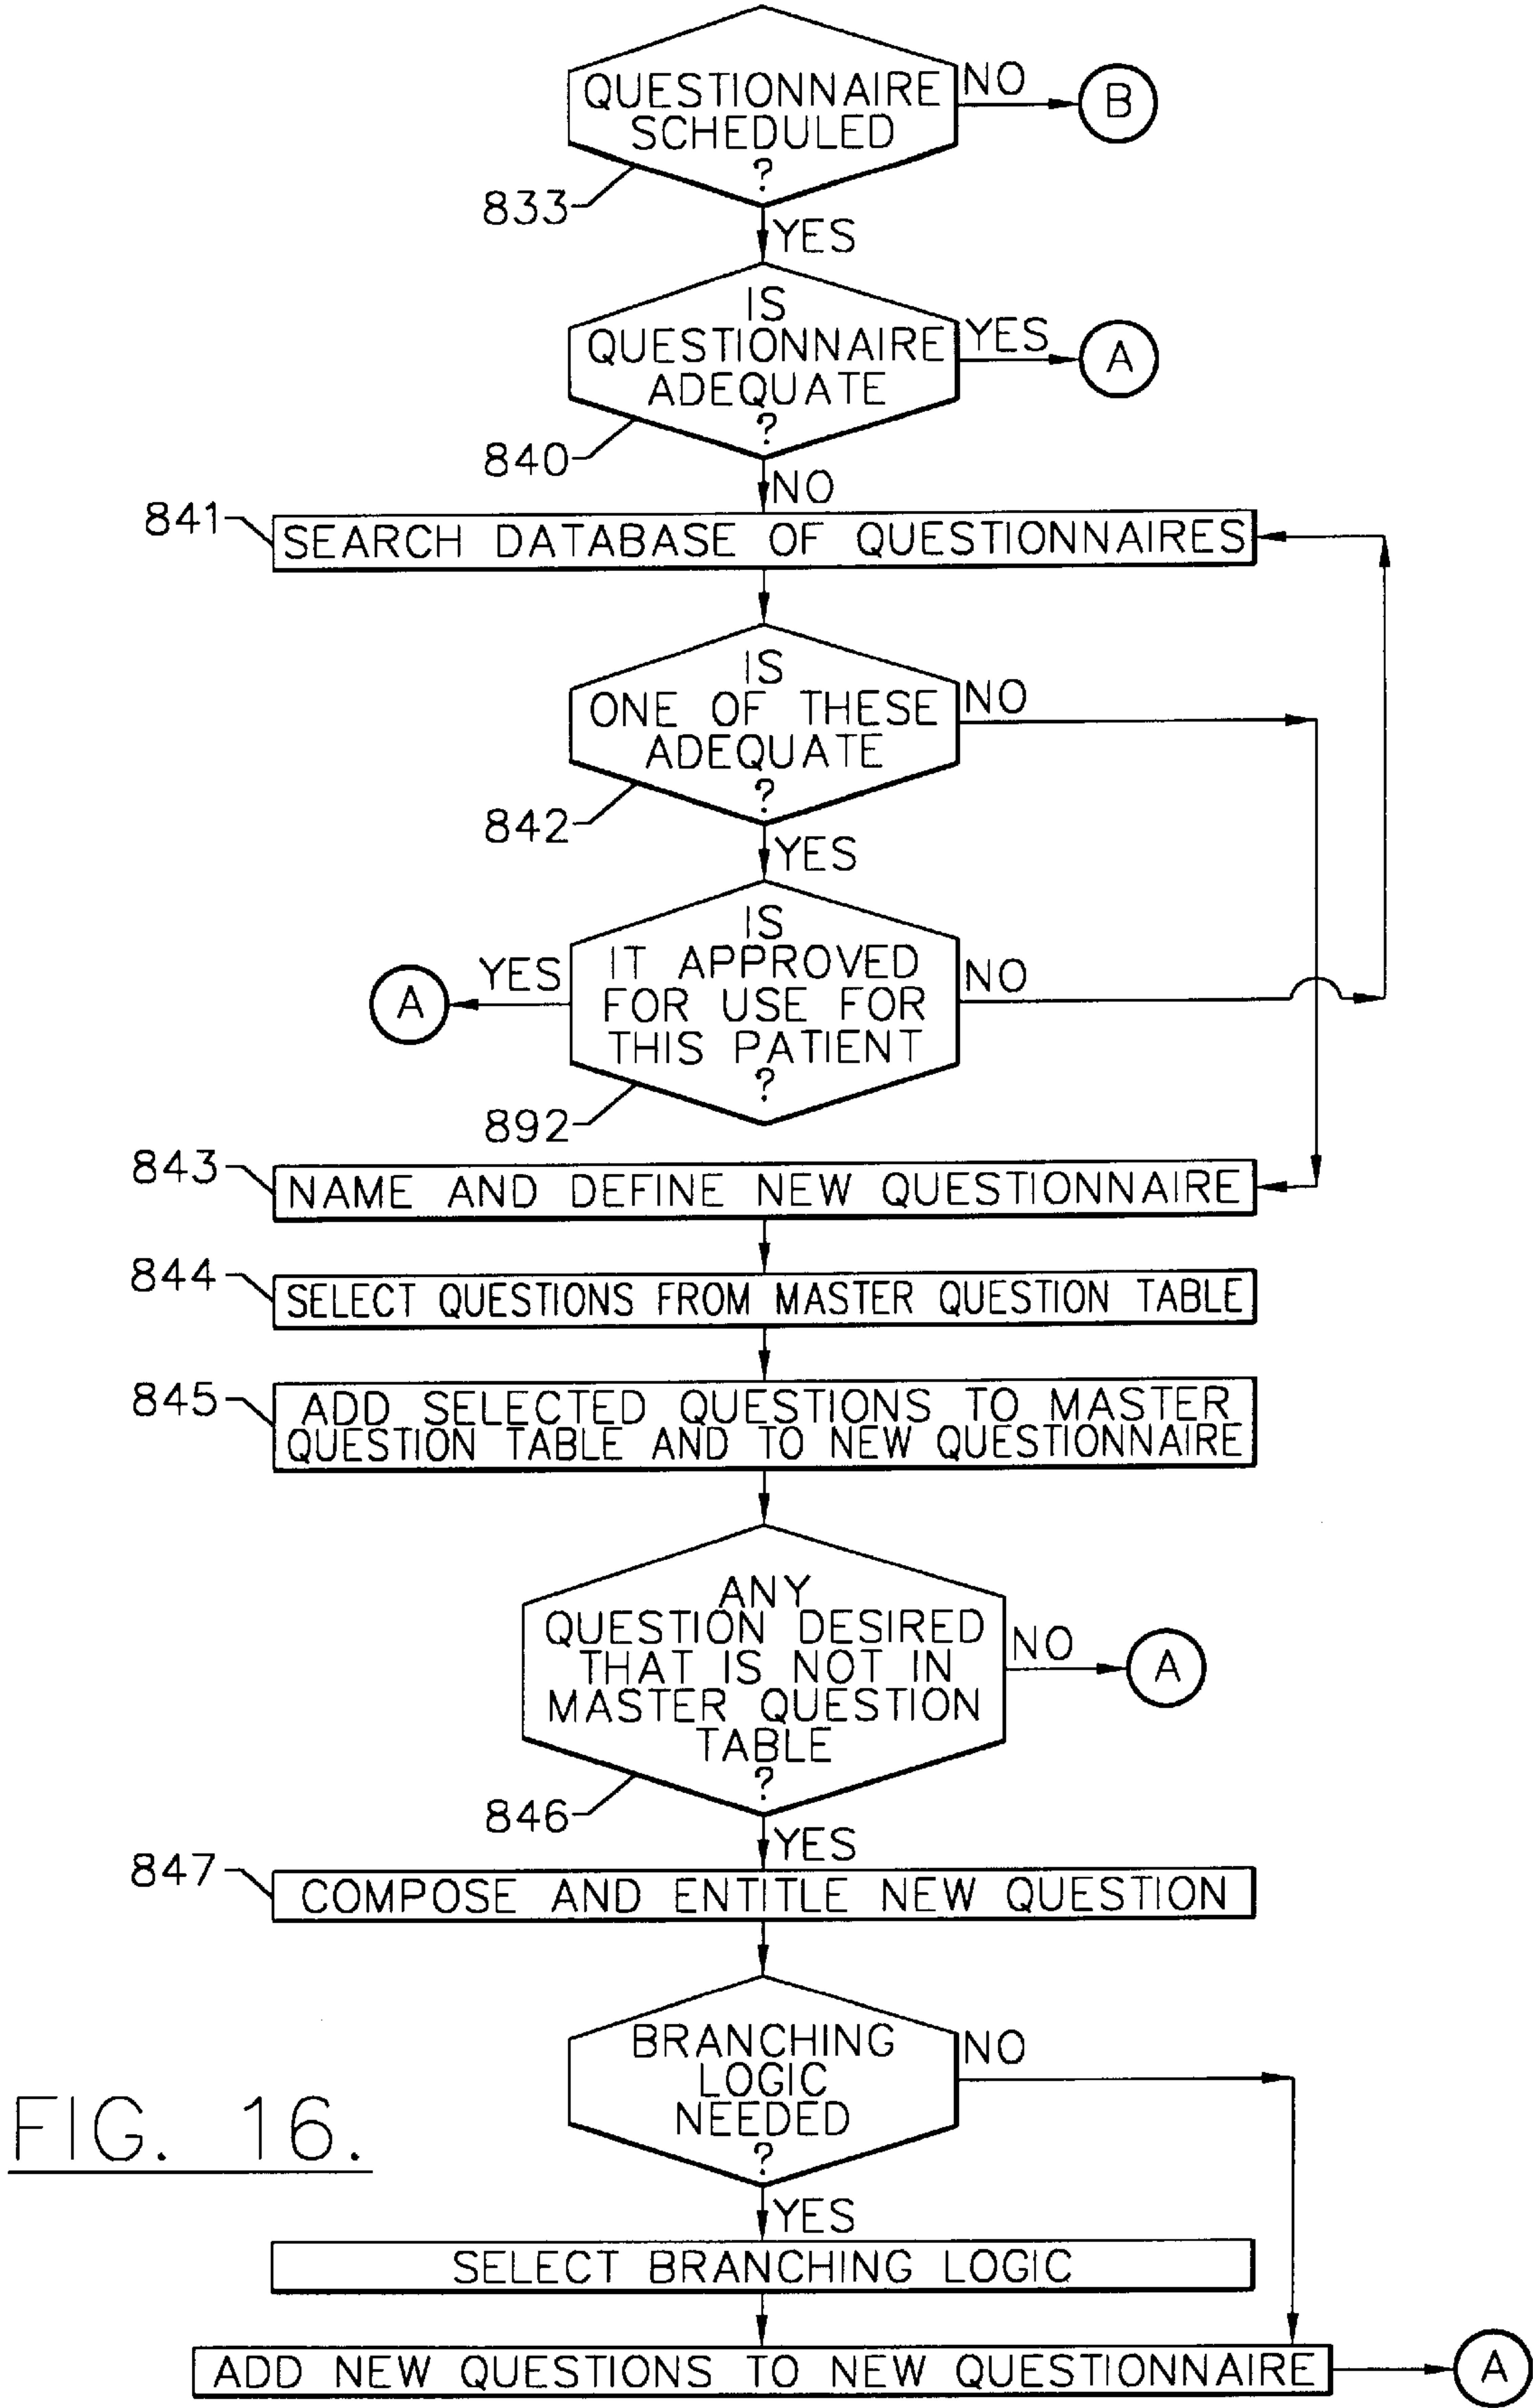 QUESTIONNAIRE
SCHEDULED
?
NO
B
833
YES
IS
QUESTIONNAIRE
ADEQUATE
?
YES
A
840
NO
841
SEARCH DATABASE OF QUESTIONNAIRES
IS
ONE OF THESE
ADEQUATE
?
NO
842
YES
IS
IT APPROVED
FOR USE FOR
THIS PATIENT
?
YES
A
NO
892
843
NAME AND DEFINE NEW QUESTIONNAIRE
844
SELECT QUESTIONS FROM MASTER QUESTION TABLE
845
ADD SELECTED QUESTIONS TO MASTER
QUESTION TABLE AND TO NEW QUESTIONNAIRE
ANY
QUESTION DESIRED
THAT IS NOT IN
MASTER QUESTION
TABLE
?
NO
A
846
YES
847
COMPOSE AND ENTITLE NEW QUESTION
BRANCHING
LOGIC
NEEDED
?
NO
FIG. 16.
YES
SELECT BRANCHING LOGIC
ADD NEW QUESTIONS TO NEW QUESTIONNAIRE
A